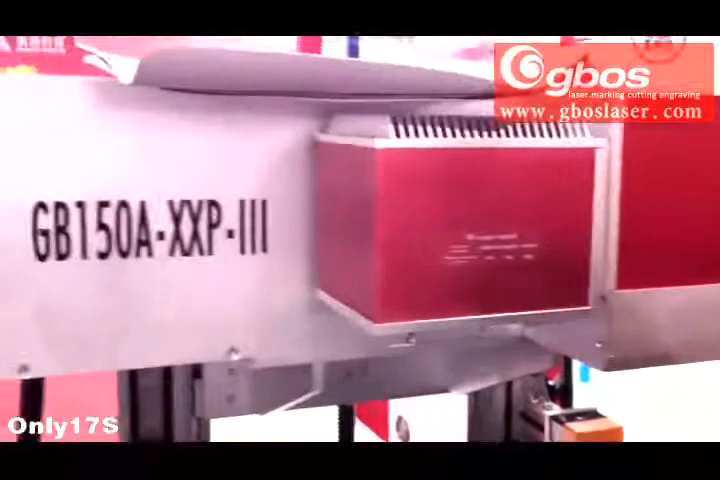 gbos
laser.marking cutting engraving
www.gboslaser.com
GB150A-XXP-III
Only17S